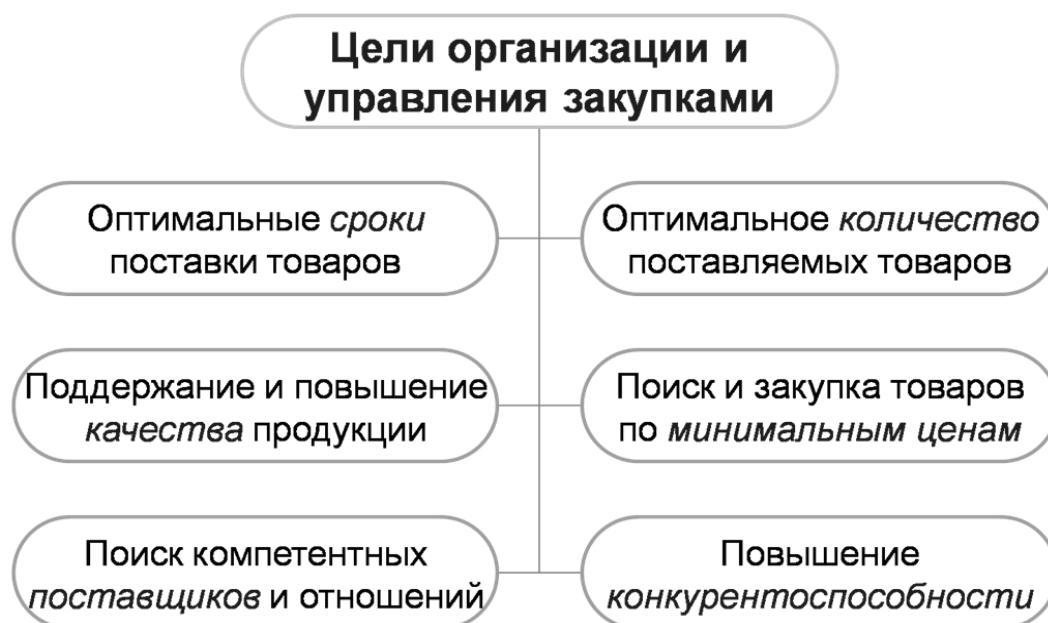 Цели организации и
управления закупками
Оптимальные сроки
поставки товаров
Оптимальное количество
поставляемых товаров
Поддержание и повышение
качества продукции
Поиск и закупка товаров
по минимальным ценам
Поиск компетентных
поставщиков и отношений
Повышение
конкурентоспособности